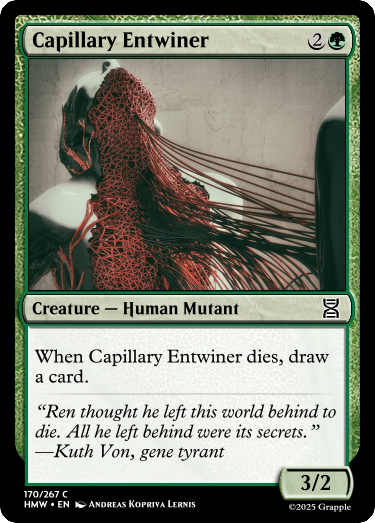 Capillary Entwiner 2
Creature — Human Mutant
When Capillary Entwiner dies, draw
a card.
“Ren thought he left this world behind to
die. All he left behind were its secrets.”
—Kuth Von, gene tyrant
3/2
170/267 C
HMW • EN Andreas Kopriva Lernis
©2025 Grapple